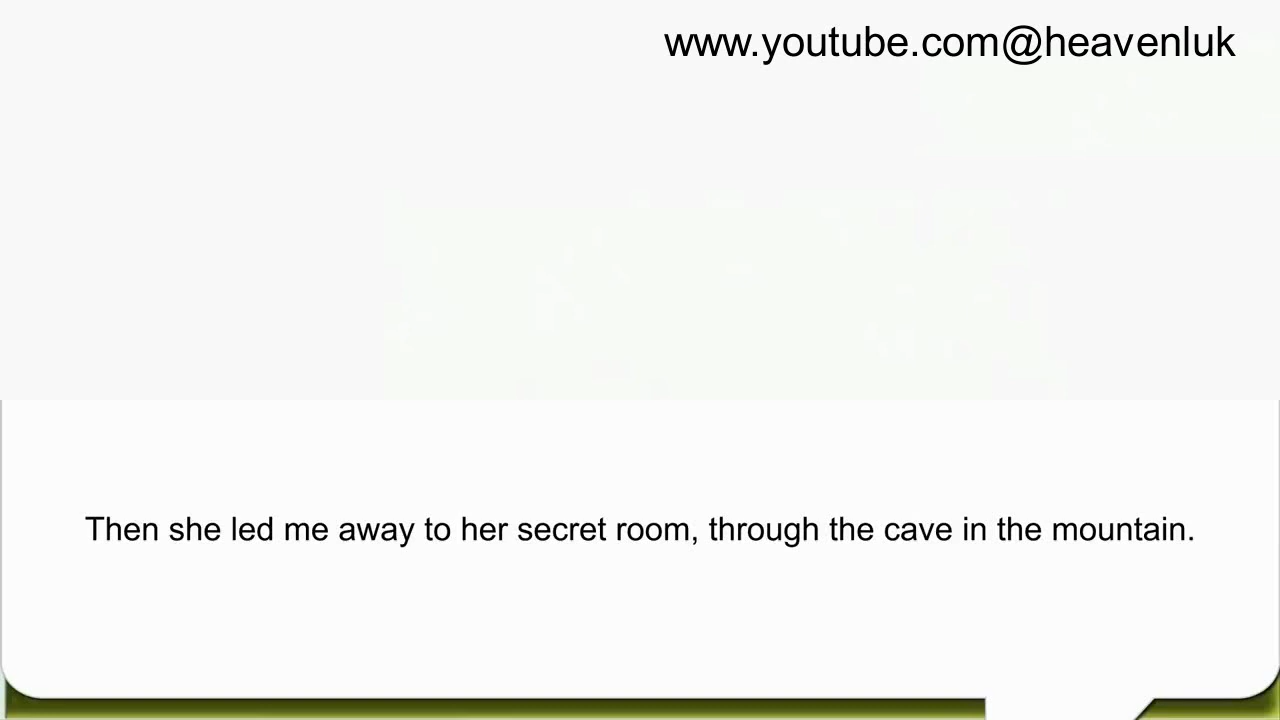 www.youtube.com@heavenluk
Then she led me away to her secret room, through the cave in the mountain.